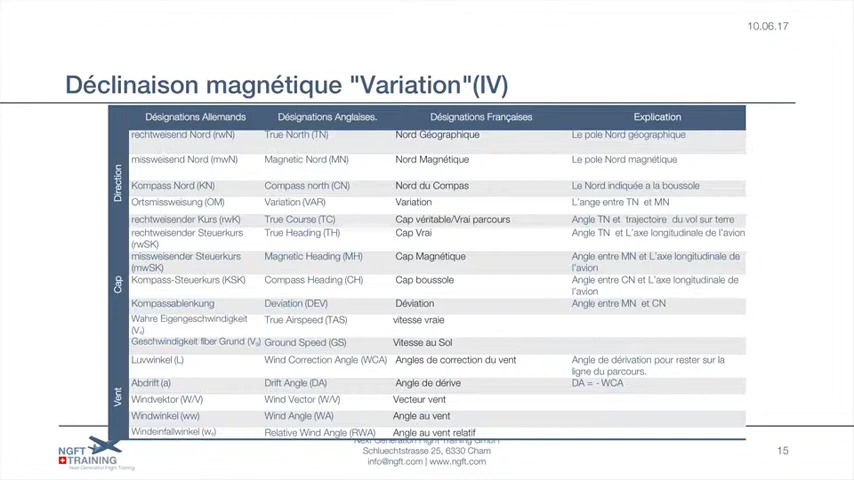 10.06.17
Déclinaison magnétique "Variation"(IV)
Désignations Allemands Désignations Anglaises. Désignations Françaises Explication
Direction
rechtweisend Nord (rwN) True North (TN) Nord Géographique Le pole Nord géographique
missweisend Nord (mwN) Magnetic Nord (MN) Nord Magnétique Le pole Nord magnétique
Kompass Nord (KN) Compass north (CN) Nord du Compas Le Nord indiquée a la boussole
Ortsmissweisung (OM) Variation (VAR) Variation L'ange entre TN et MN
Cap
rechtweisender Kurs (rwK) True Course (TC) Cap véritable/Vrai parcours Angle TN et trajectoire du vol sur terre
rechtweisender Steuerkurs True Heading (TH) Cap Vrai Angle TN et L'axe longitudinale de l'avion
(rwSK)
missweisender Steuerkurs Magnetic Heading (MH) Cap Magnétique Angle entre MN et L'axe longitudinale de
(mwSK) l'avion
Kompass-Steuerkurs (KSK) Compass Heading (CH) Cap boussole Angle entre CN et L'axe longitudinale de
l'avion
Kompassablenkung Deviation (DEV) Déviation Angle entre MN et CN
Wahre Eigengeschwindigkeit True Airspeed (TAS) vitesse vraie
Geschwindigkeit fiber Grund Ground Speed (GS) Vitesse au Sol
Vent
Luvwinkel (L) Wind Correction Angle (WCA) Angles de correction du vent Angle de dérivation pour rester sur la
ligne du parcours.
Abdrift (a) Drift Angle (DA) Angle de dérive DA = - WCA
Windvektor (W/V) Wind Vector (W/V) Vecteur vent
Windwinkel (ww) Wind Angle (WA) Angle au vent
Windeinfallwinkel Relative Wind Angle (RWA) Angle au vent relatif
Next Generation Flight Training GmbH
Schluechtstrasse 25, 6330 Cham
info@ngft.com | www.ngft.com
NGFT
TRAINING
Next Generation Flight Training
15